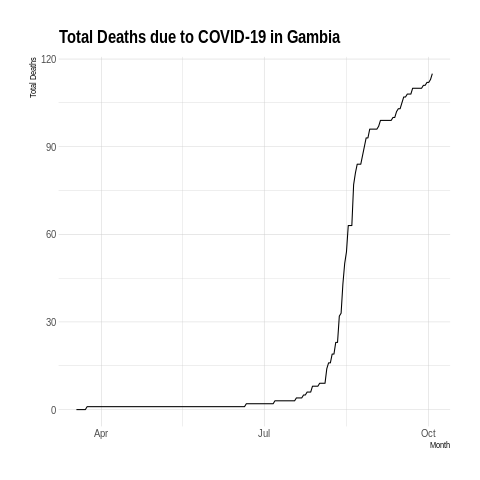 Total Deaths due to COVID-19 in Gambia
Total Deaths
120
90
60
30
0
Apr
Jul
Oct
Month